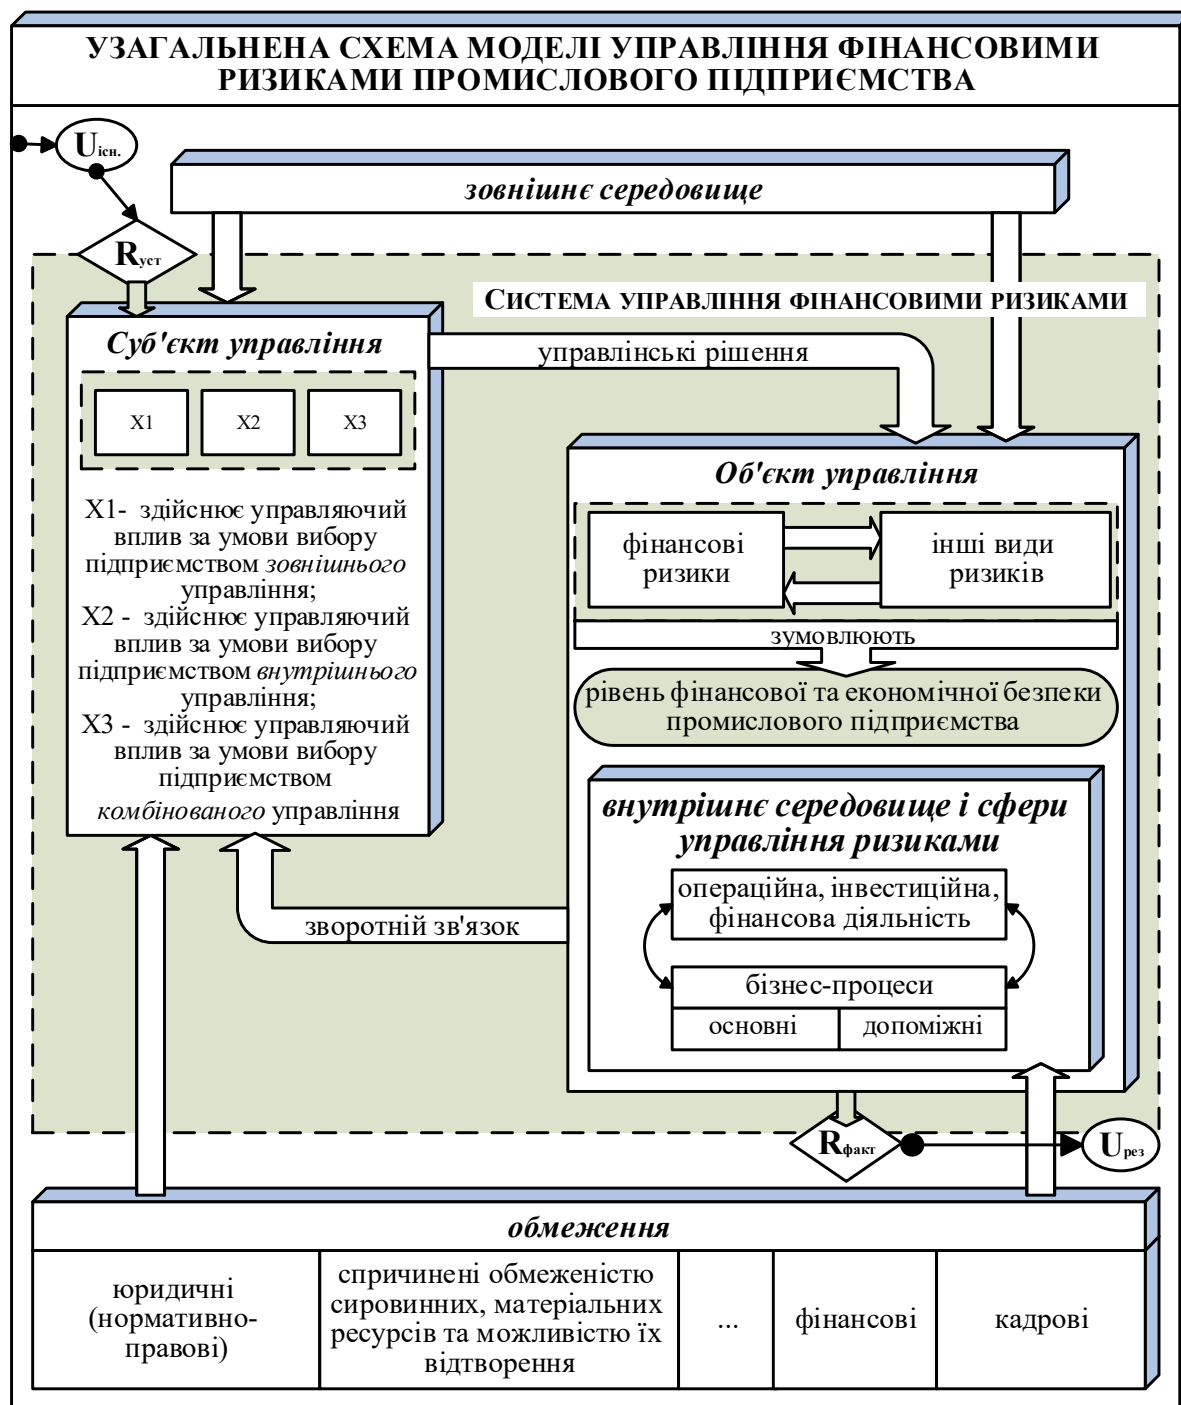 УЗАГАЛЬНЕНА СХЕМА МОДЕЛІ УПРАВЛІННЯ ФІНАНСОВИМИ
РИЗИКАМИ ПРОМИСЛОВОГО ПІДПРИЄМСТВА
Uісн.
зовнішнє середовище
Rуст
СИСТЕМА УПРАВЛІННЯ ФІНАНСОВИМИ РИЗИКАМИ
Суб'єкт управління
управлінські рішення
X1
X2
X3
X1- здійснює управляючий
вплив за умови вибору
підприємством зовнішнього
управління;
X2 - здійснює управляючий
вплив за умови вибору
підприємством внутрішнього
управління;
X3 - здійснює управляючий
вплив за умови вибору
підприємством
комбінованого управління
Об'єкт управління
фінансові
ризики
інші види
ризиків
зумовлюють
рівень фінансової та економічної безпеки
промислового підприємства
внутрішнє середовище і сфери
управління ризиками
операційна, інвестиційна,
фінансова діяльність
бізнес-процеси
основні
допоміжні
зворотній зв'язок
Rфакт
Uрез
обмеження
юридичні
(нормативно-
правові)
спричинені обмеженістю
сировинних, матеріальних
ресурсів та можливістю їх
відтворення
...
фінансові
кадрові